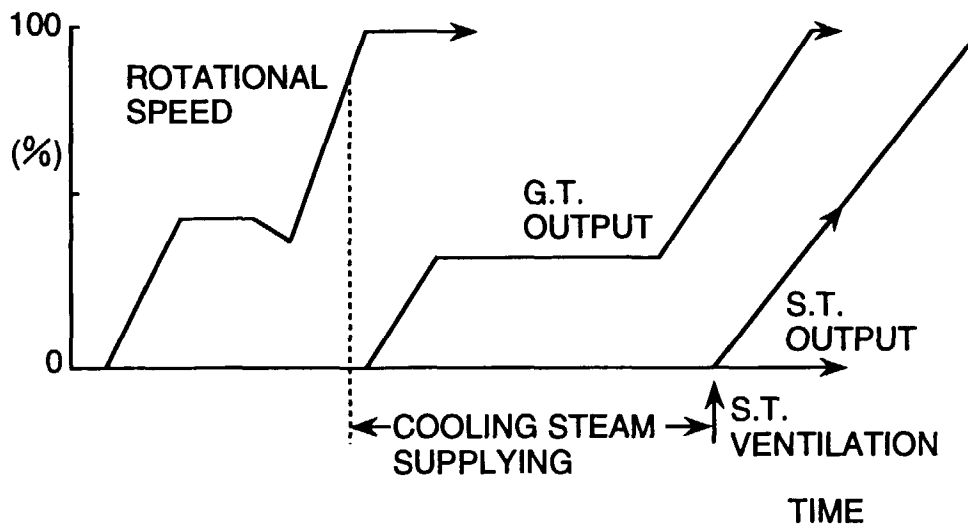 100
ROTATIONAL
SPEED
(%)
G.T.
OUTPUT
S.T.
OUTPUT
0
COOLING STEAM
SUPPLYING
S.T.
VENTILATION
TIME